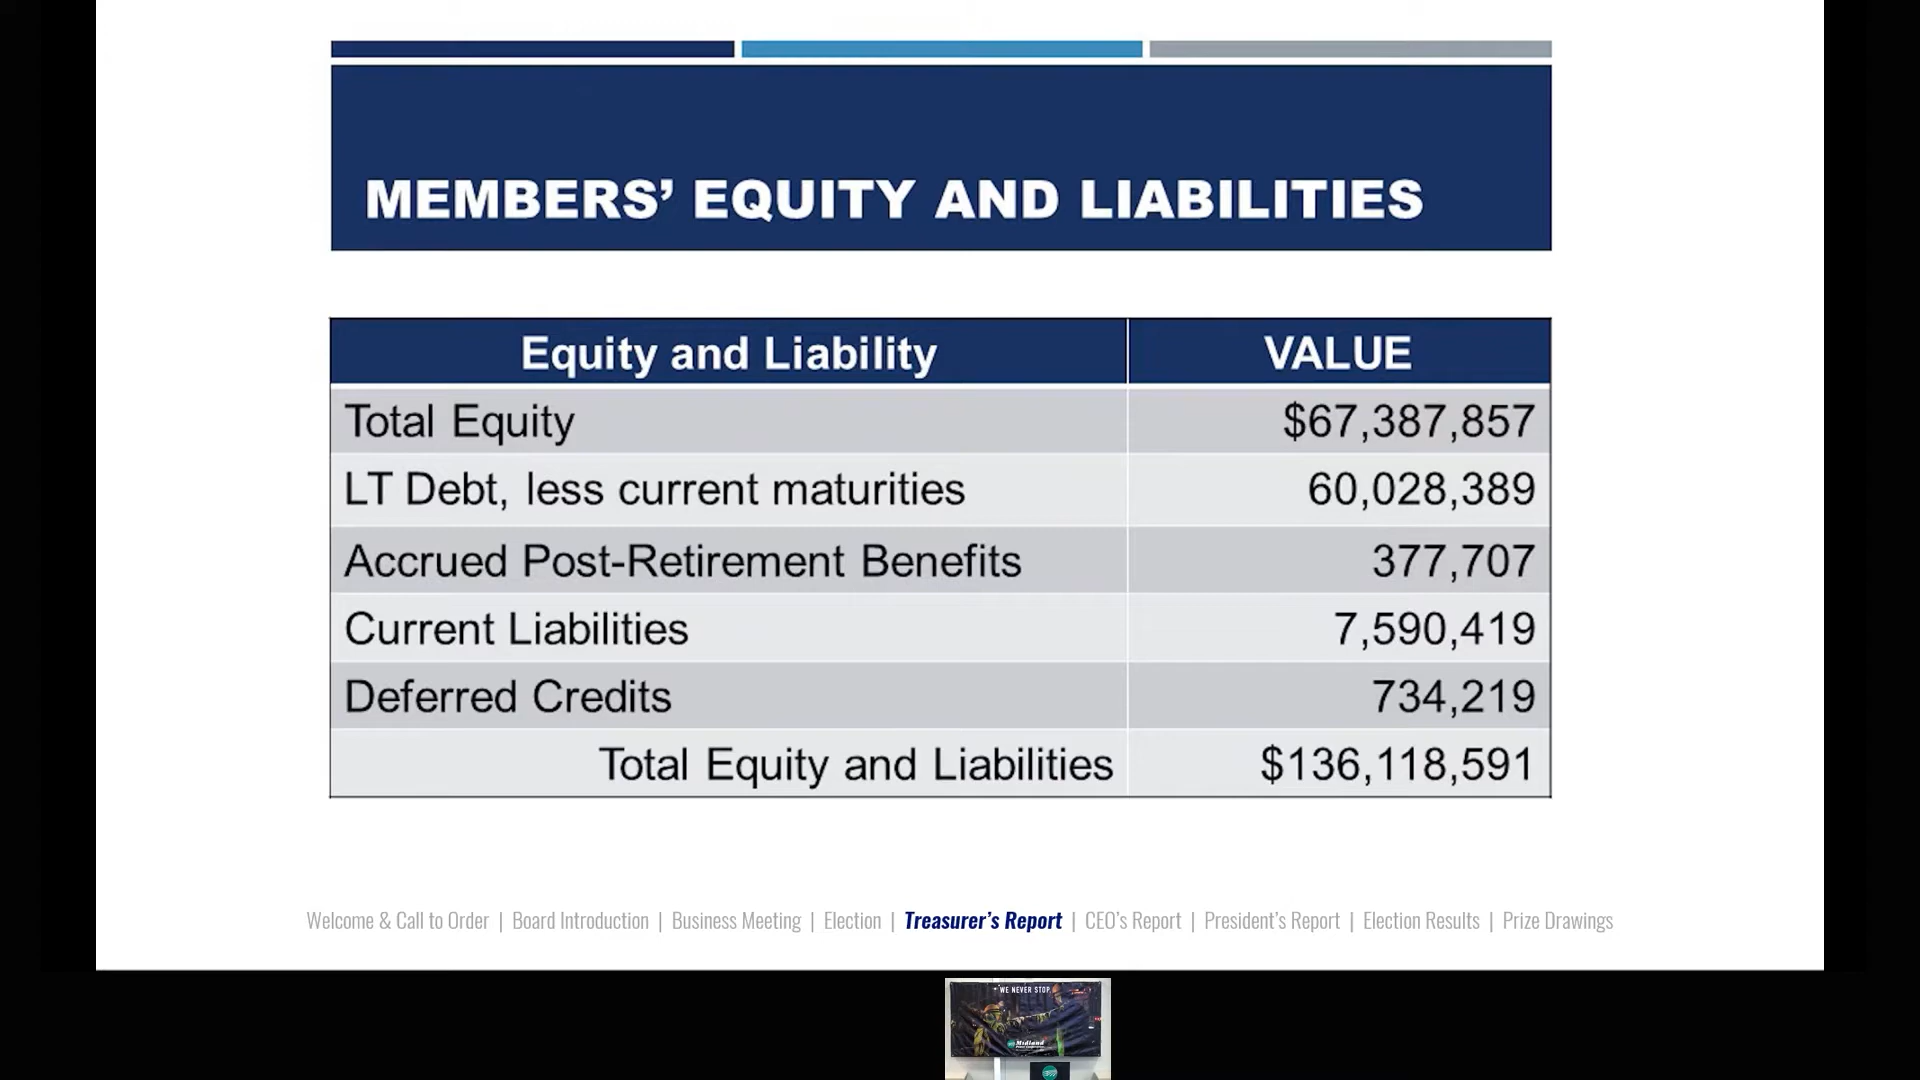 MEMBERS’ EQUITY AND LIABILITIES
Equity and Liability VALUE
Total Equity $67,387,857
LT Debt, less current maturities 60,028,389
Accrued Post-Retirement Benefits 377,707
Current Liabilities 7,590,419
Deferred Credits 734,219
Total Equity and Liabilities $136,118,591
Welcome & Call to Order | Board Introduction | Business Meeting | Election | Treasurer’s Report | CEO’s Report | President’s Report | Election Results | Prize Drawings
WE NEVER STOP
Midland